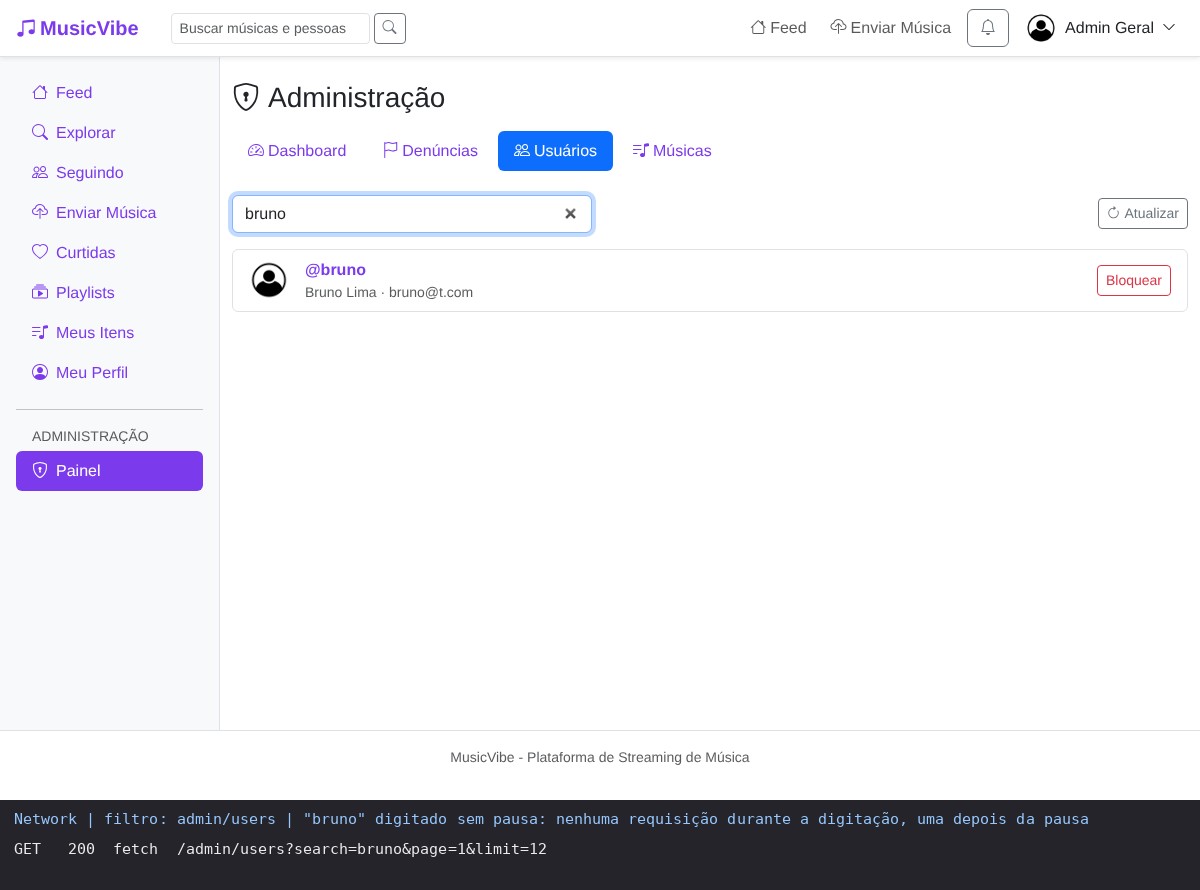 MusicVibe
Buscar músicas e pessoas
Feed
Enviar Música
Admin Geral
Feed
Explorar
Seguindo
Enviar Música
Curtidas
Playlists
Meus Itens
Meu Perfil
ADMINISTRAÇÃO
Painel
Administração
Dashboard
Denúncias
Usuários
Músicas
bruno
Atualizar
@bruno
Bruno Lima · bruno@t.com
Bloquear
MusicVibe - Plataforma de Streaming de Música
Network | filtro: admin/users | "bruno" digitado sem pausa: nenhuma requisição durante a digitação, uma depois da pausa
GET 200 fetch /admin/users?search=bruno&page=1&limit=12